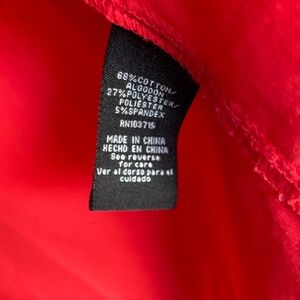 68%COTTON/
ALGODON
27%POLYESTER/
POLIÉSTER
5%SPANDEX
RN103715
MADE IN CHINA
HECHO EN CHINA
See reverse
for care
Ver al dorso para el
cuidado